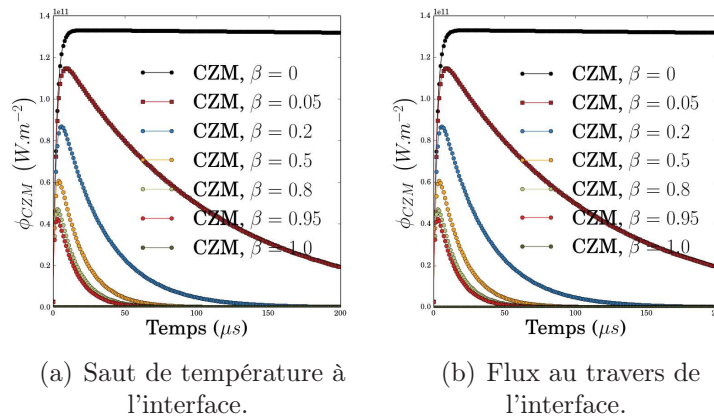 1e11
1.4
1.2
1.0
0.8
0.6
0.4
0.2
0.0
0
50
100
150
200
ϕCZM (W.m−2)
Temps (μs)
CZM, β = 0
CZM, β = 0.05
CZM, β = 0.2
CZM, β = 0.5
CZM, β = 0.8
CZM, β = 0.95
CZM, β = 1.0
(a) Saut de température à
l'interface.
1e11
1.4
1.2
1.0
0.8
0.6
0.4
0.2
0.0
0
50
100
150
200
ϕCZM (W.m−2)
Temps (μs)
CZM, β = 0
CZM, β = 0.05
CZM, β = 0.2
CZM, β = 0.5
CZM, β = 0.8
CZM, β = 0.95
CZM, β = 1.0
(b) Flux au travers de
l'interface.